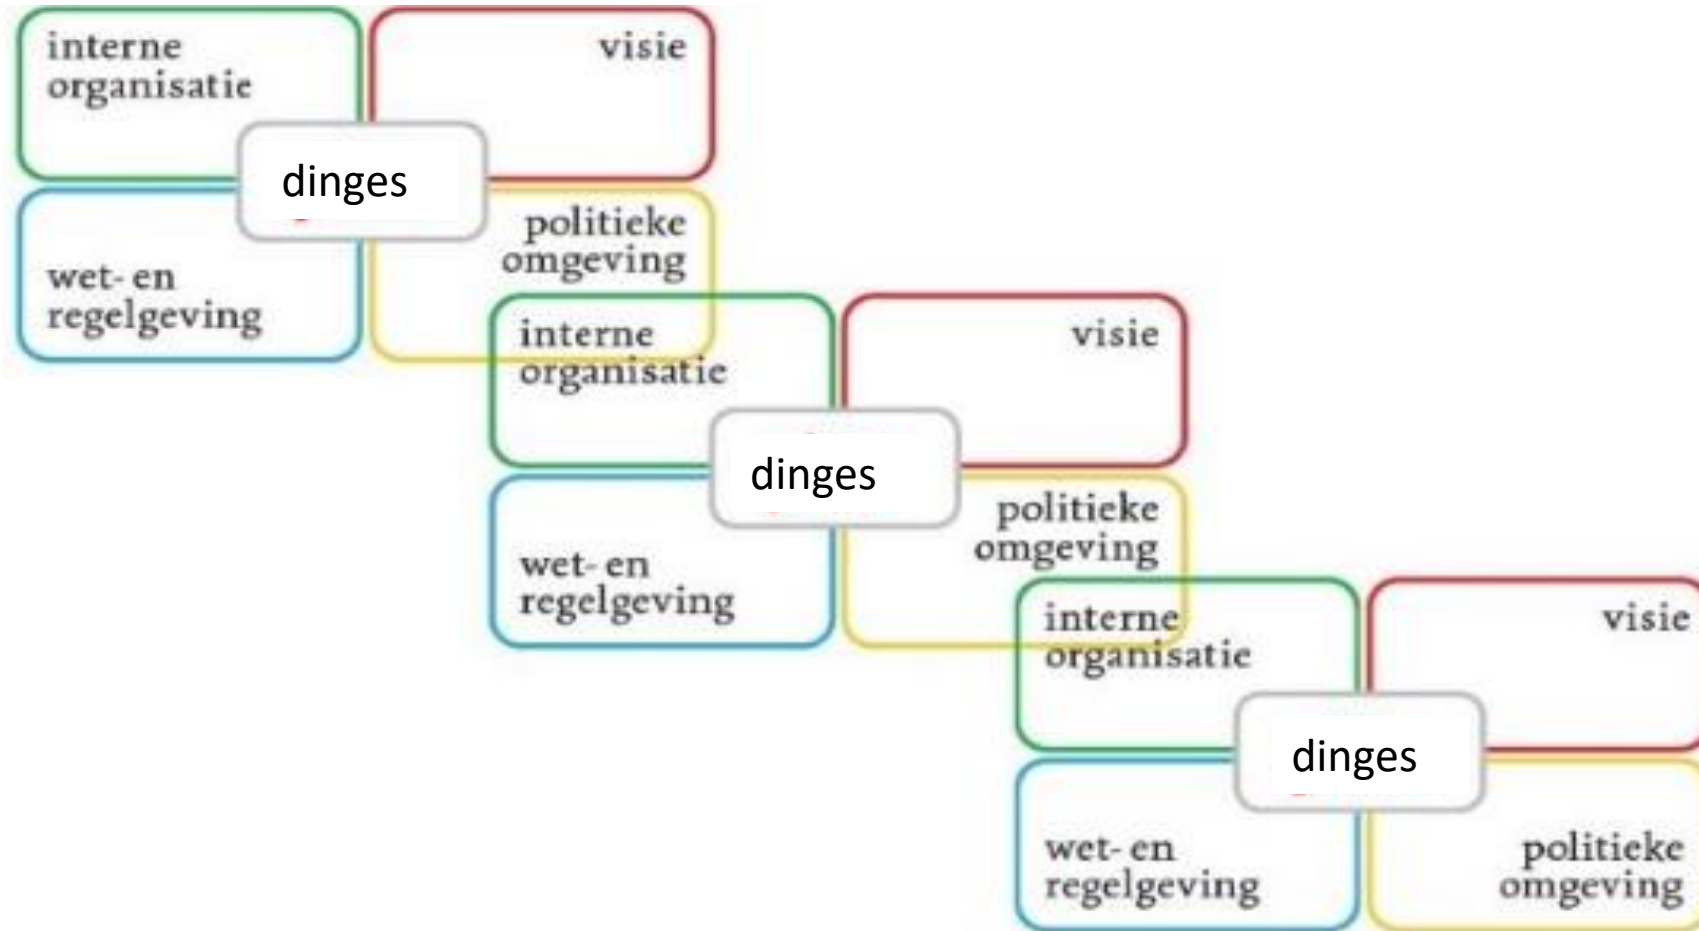 interne
organisatie
visie
dinges
politieke
omgeving
wet- en
regelgeving
interne
organisatie
visie
dinges
politieke
omgeving
wet- en
regelgeving
interne
organisatie
visie
dinges
wet- en
regelgeving
politieke
omgeving